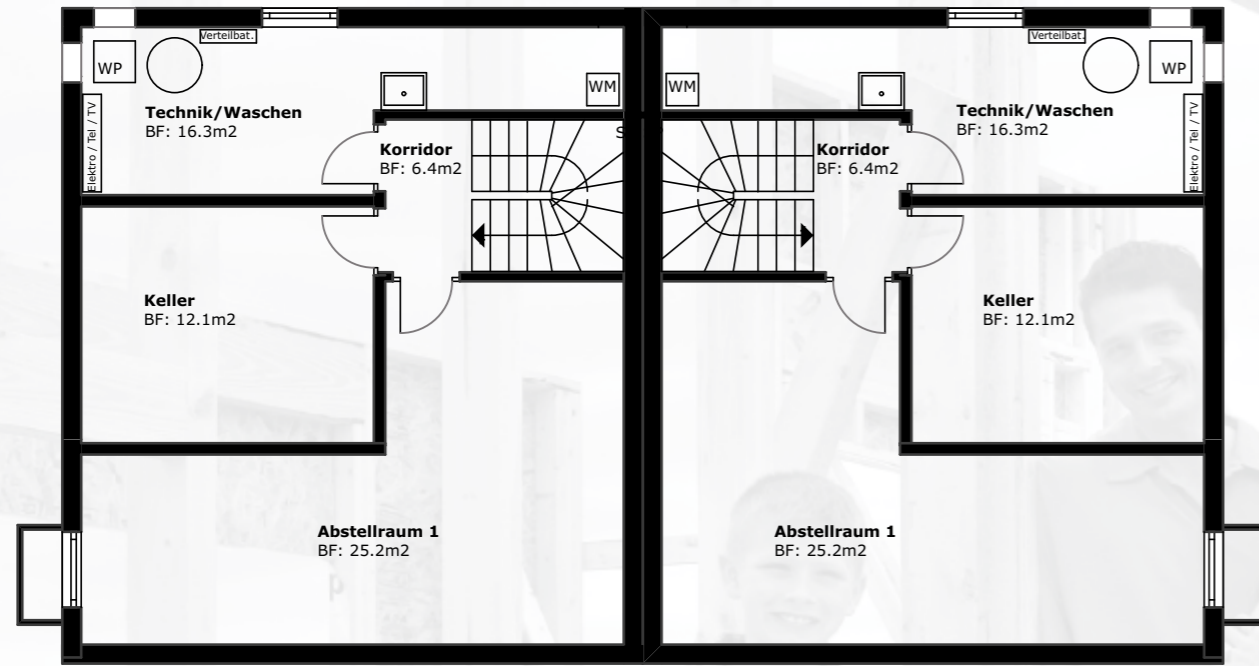 Verteilbat.
WP
Elektro / Tel / TV
Technik/Waschen
BF: 16.3m2
WM
Korridor
BF: 6.4m2
Keller
BF: 12.1m2
Abstellraum 1
BF: 25.2m2
Verteilbat.
WP
Elektro / Tel / TV
Technik/Waschen
BF: 16.3m2
WM
Korridor
BF: 6.4m2
Keller
BF: 12.1m2
Abstellraum 1
BF: 25.2m2